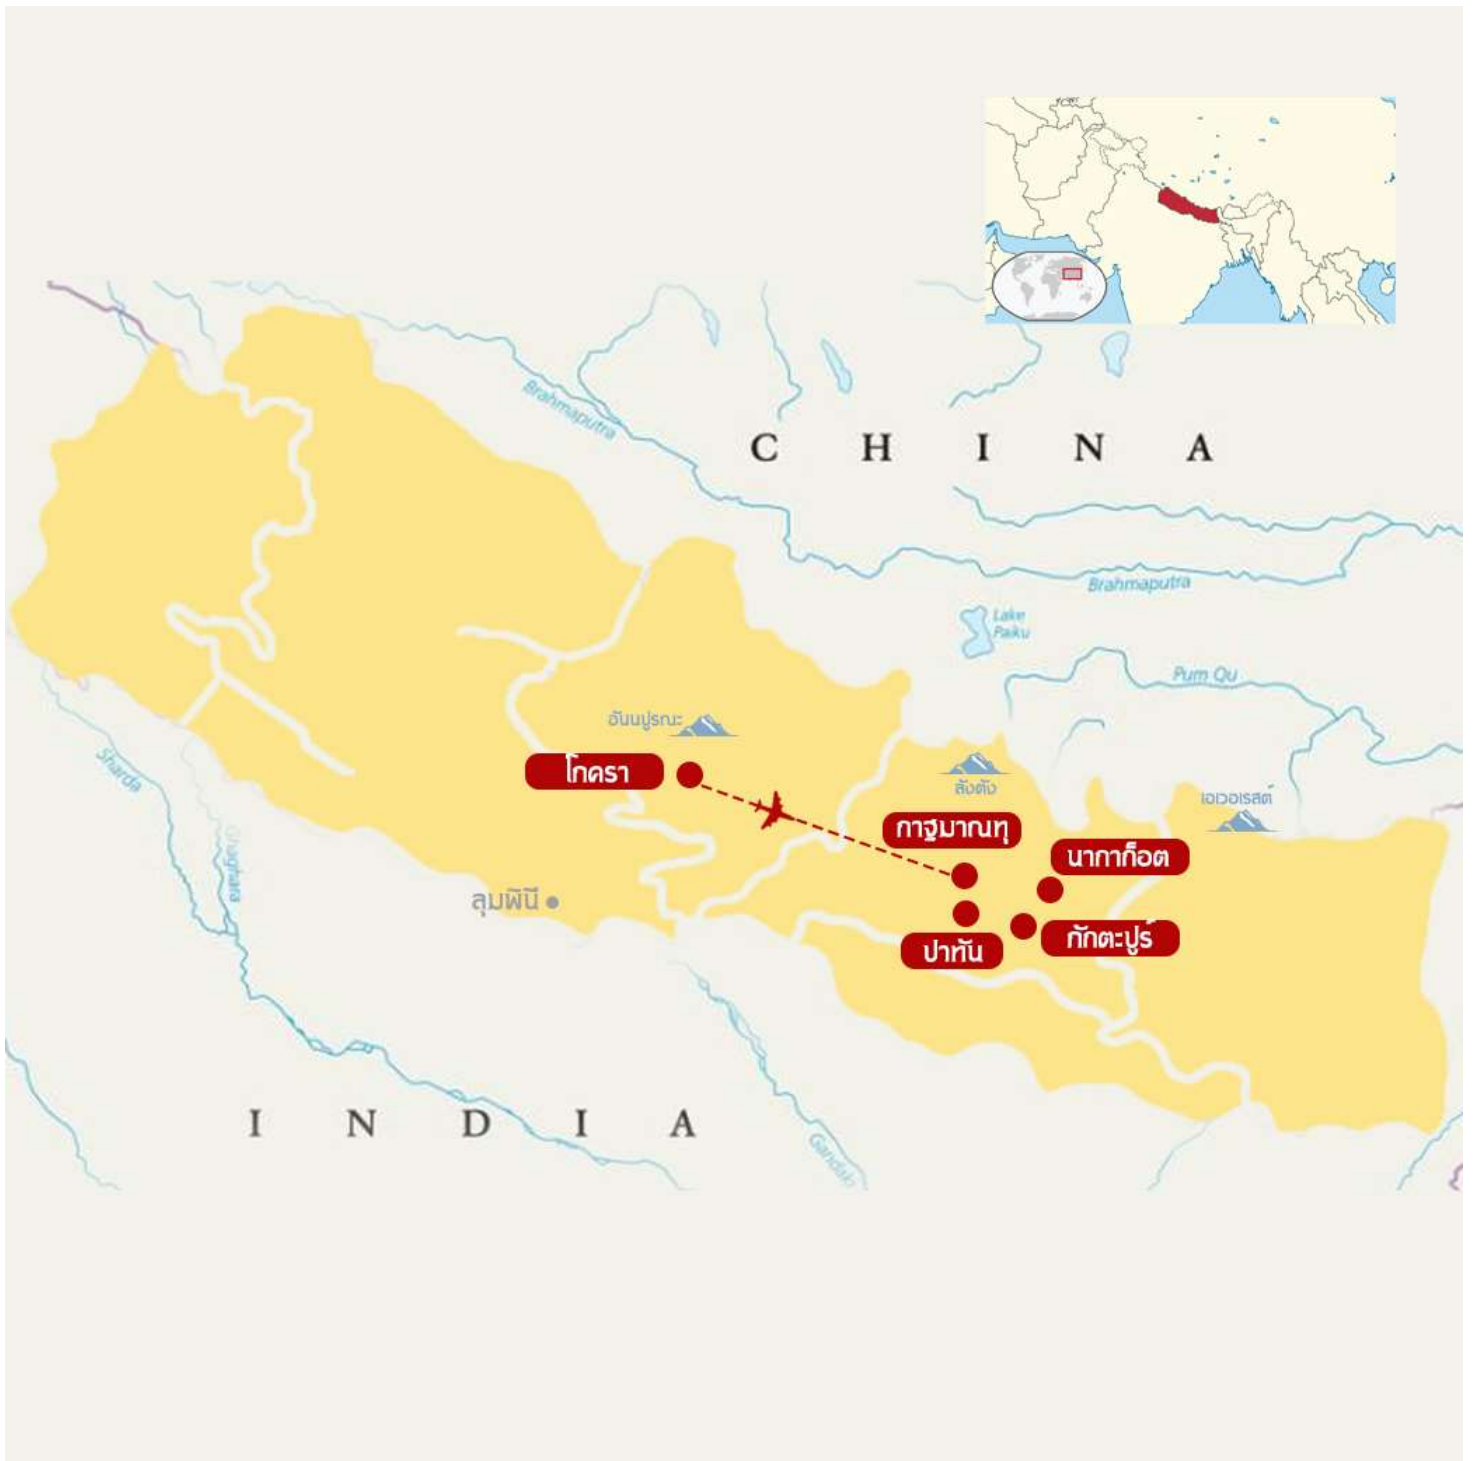 Brahmaputra
C H I N A
Brahmaputra
Lake
Paiku
Pum Qu
อันนปูรณะ
โภครา
ลังตัง
เอเวอเรสต์
กาฐมาณฑุ
นากาก็อต
ลุมพินี
ปาทัน
ภักตะปูร์
Sharda
Ghaghara
I N D I A
Gandaki